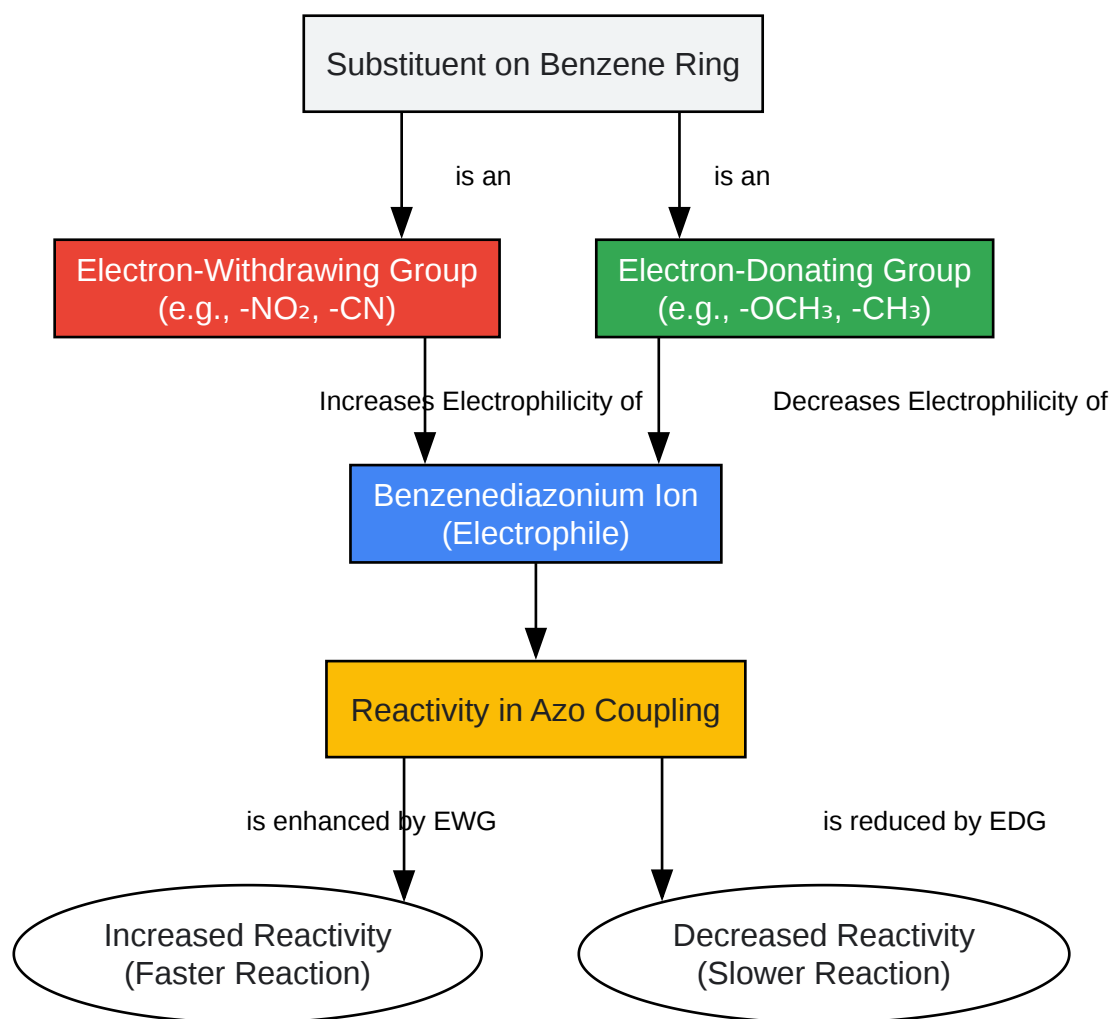 Substituent on Benzene Ring
is an
is an
Electron-Withdrawing Group
(e.g., -NO₂, -CN)
Electron-Donating Group
(e.g., -OCH₃, -CH₃)
Increases Electrophilicity of
Decreases Electrophilicity of
Benzenediazonium Ion
(Electrophile)
Reactivity in Azo Coupling
is enhanced by EWG
is reduced by EDG
Increased Reactivity
(Faster Reaction)
Decreased Reactivity
(Slower Reaction)